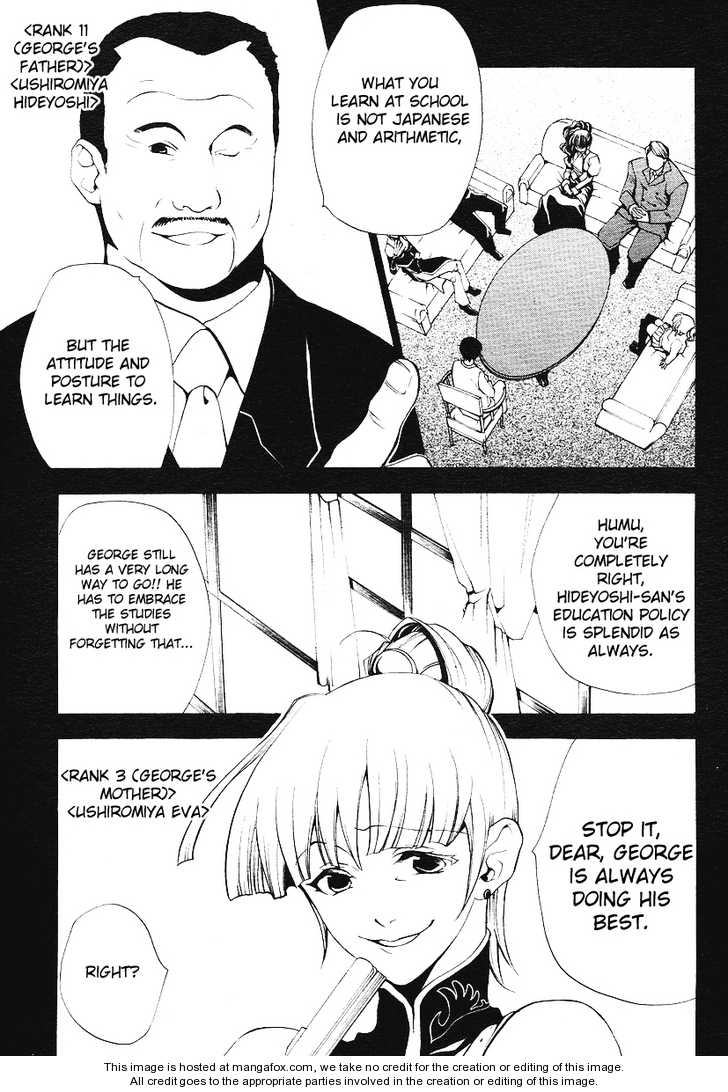 <RANK 11
(GEORGE'S
FATHER)>
<USHIROMIYA
HIDEYOSHI>
WHAT YOU
LEARN AT SCHOOL
IS NOT JAPANESE
AND ARITHMETIC,
BUT THE
ATTITUDE AND
POSTURE TO
LEARN THINGS.
HUMU,
YOU'RE
COMPLETELY
RIGHT,
HIDEYOSHI-SAN'S
EDUCATION POLICY
IS SPLENDID AS
ALWAYS.
GEORGE STILL
HAS A VERY LONG
WAY TO GO!! HE
HAS TO EMBRACE
THE STUDIES
WITHOUT
FORGETTING THAT...
<RANK 3 (GEORGE'S
MOTHER)>
<USHIROMIYA EVA>
STOP IT,
DEAR, GEORGE
IS ALWAYS
DOING HIS
BEST.
RIGHT?
This image is hosted at mangafox.com, we take no credit for the creation or editing of this image.
All credit goes to the appropriate parties involved in the creation or editing of this image.